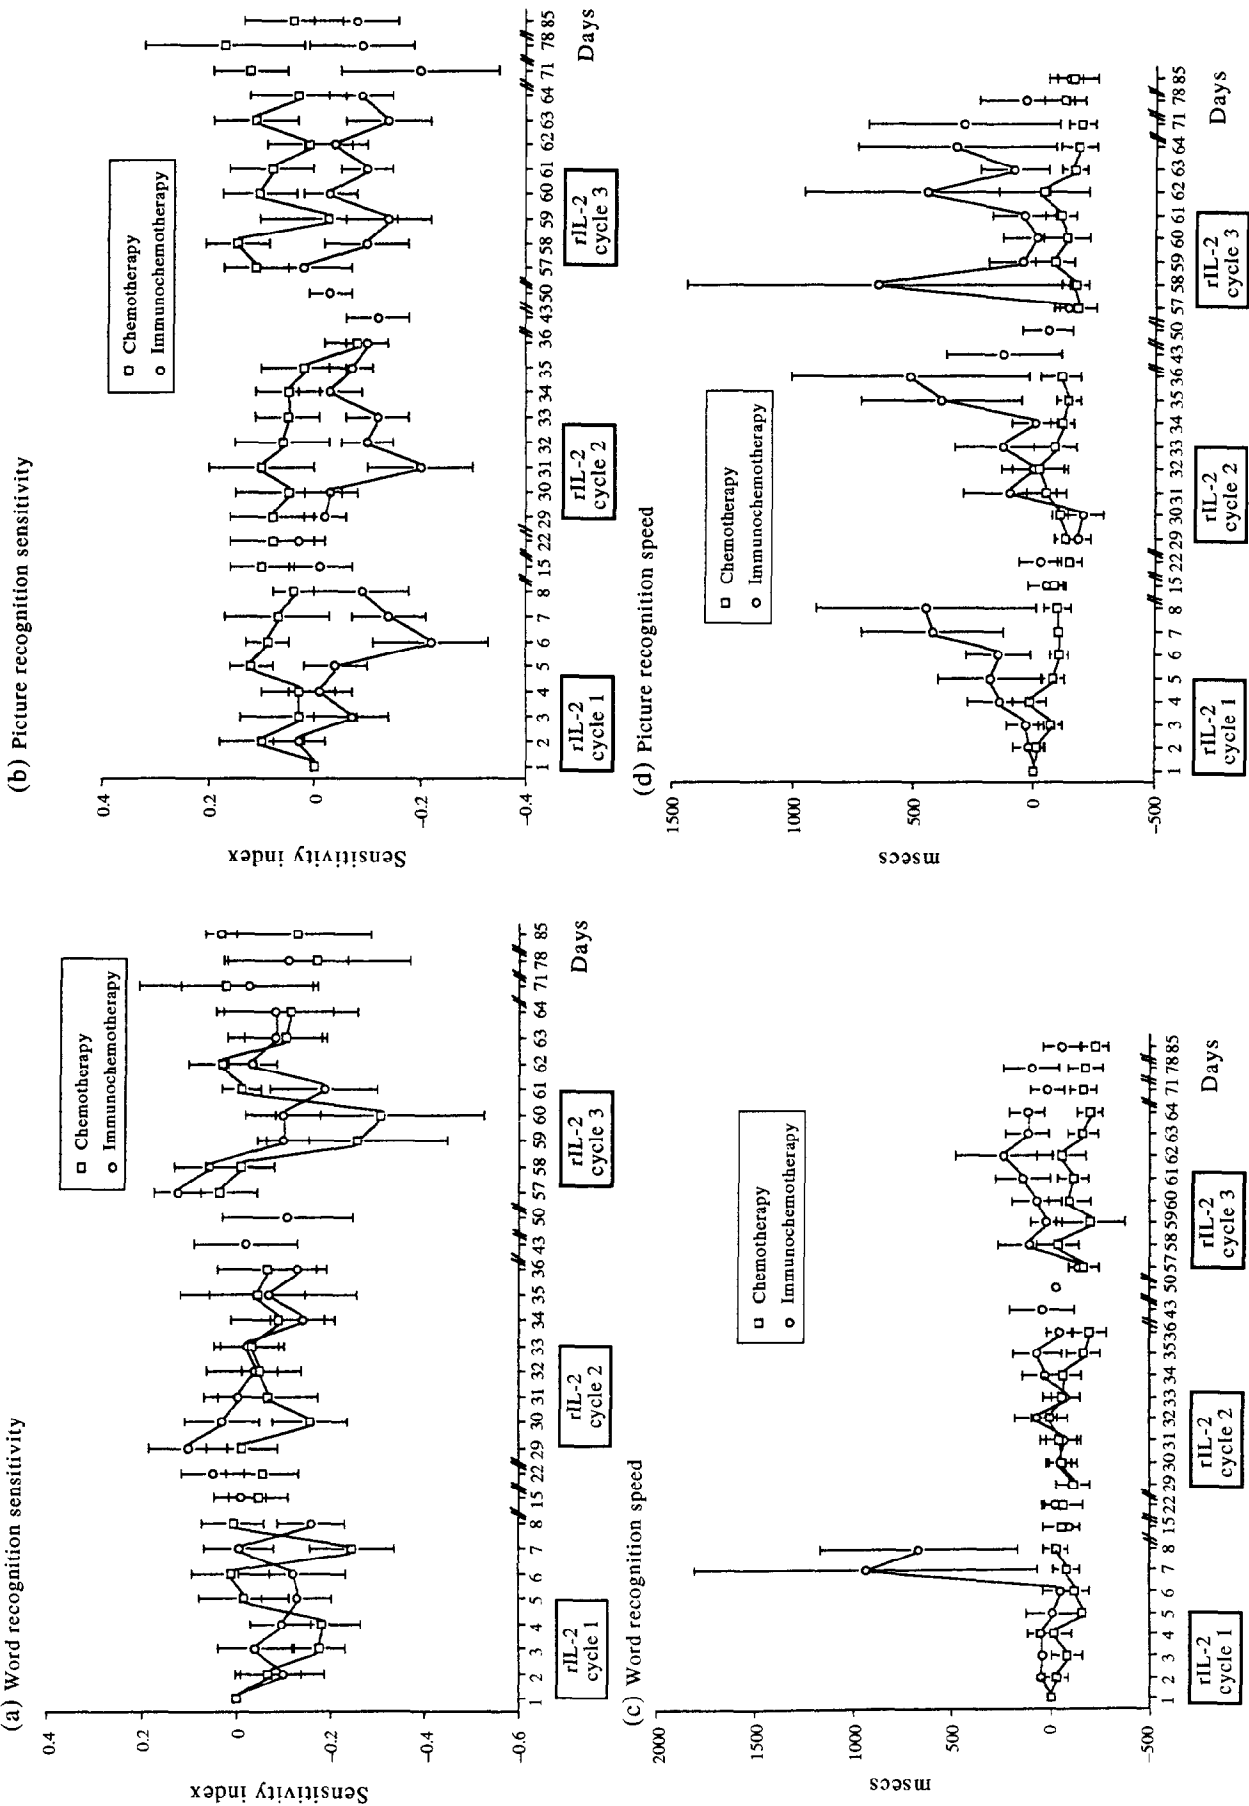 (a) Word recognition sensitivity
Chemotherapy
Immunochemotherapy
Sensitivity index
0.4
0.2
0
-0.2
-0.4
-0.6
1 2 3 4 5 6 7 8 15 22 29 30 31 32 33 34 35 36 43 50 57 58 59 60 61 62 63 64 71 78 85
Days
rIL-2
cycle 1
rIL-2
cycle 2
rIL-2
cycle 3
(b) Picture recognition sensitivity
Chemotherapy
Immunochemotherapy
Sensitivity index
0.4
0.2
0
-0.2
-0.4
1 2 3 4 5 6 7 8 15 22 29 30 31 32 33 34 35 36 43 50 57 58 59 60 61 62 63 64 71 78 85
Days
rIL-2
cycle 1
rIL-2
cycle 2
rIL-2
cycle 3
(c) Word recognition speed
Chemotherapy
Immunochemotherapy
msecs
2000
1500
1000
500
0
-500
1 2 3 4 5 6 7 8 15 22 29 30 31 32 33 34 35 36 43 50 57 58 59 60 61 62 63 64 71 78 85
Days
rIL-2
cycle 1
rIL-2
cycle 2
rIL-2
cycle 3
(d) Picture recognition speed
Chemotherapy
Immunochemotherapy
msecs
1500
1000
500
0
-500
1 2 3 4 5 6 7 8 15 22 29 30 31 32 33 34 35 36 43 50 57 58 59 60 61 62 63 64 71 78 85
Days
rIL-2
cycle 1
rIL-2
cycle 2
rIL-2
cycle 3